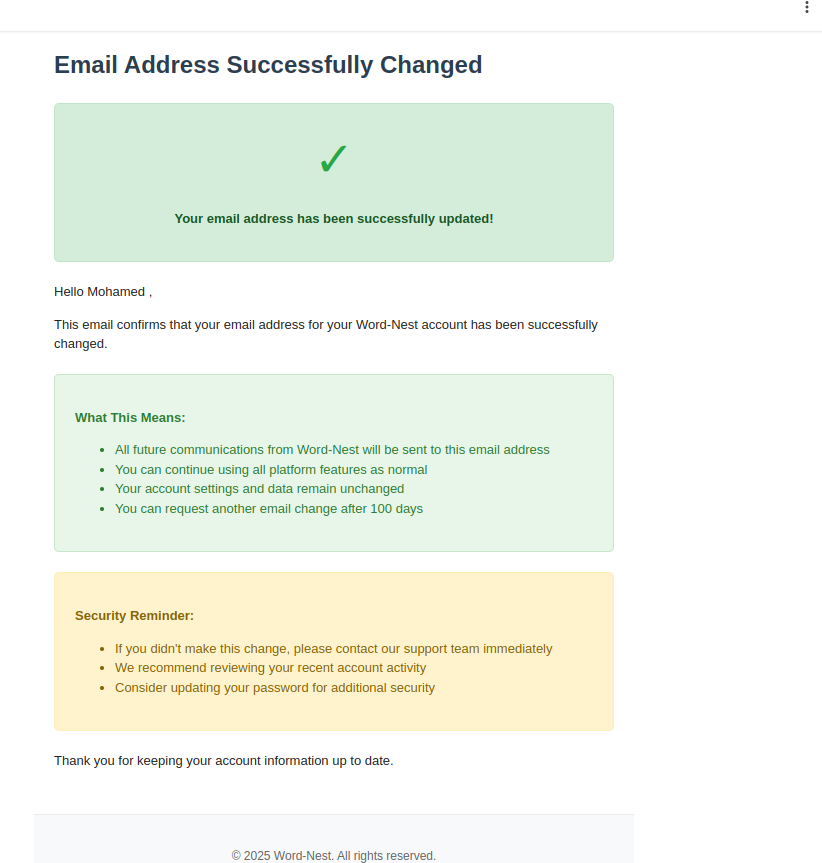 Email Address Successfully Changed
✓
Your email address has been successfully updated!
Hello Mohamed ,
This email confirms that your email address for your Word-Nest account has been successfully
changed.
What This Means:
• All future communications from Word-Nest will be sent to this email address
• You can continue using all platform features as normal
• Your account settings and data remain unchanged
• You can request another email change after 100 days
Security Reminder:
• If you didn't make this change, please contact our support team immediately
• We recommend reviewing your recent account activity
• Consider updating your password for additional security
Thank you for keeping your account information up to date.
© 2025 Word-Nest. All rights reserved.